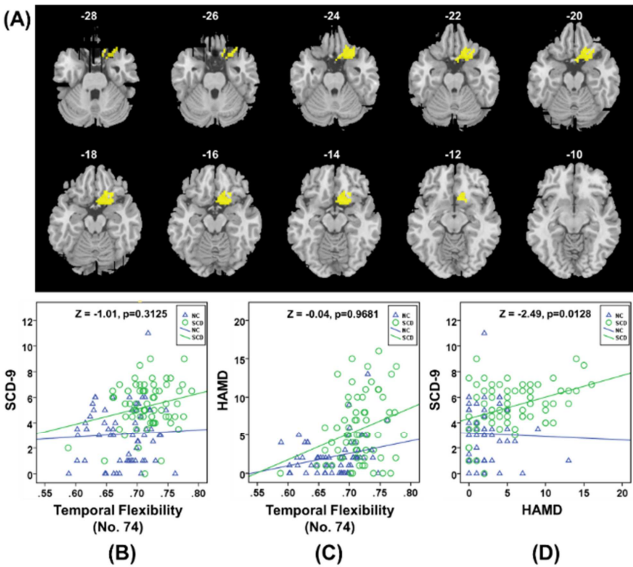 (A)
-28 -26 -24 -22 -20
-18 -16 -14 -12 -10
Z = -1.01, p=0.3125
NC
SCD
NC
SCD
SCD-9
12
10
8
6
4
2
0
.55 .60 .65 .70 .75 .80
Temporal Flexibility
(No. 74)
(B)
Z = -0.04, p=0.9681
NC
SCD
NC
SCD
HAMD
20
15
10
5
0
.55 .60 .65 .70 .75 .80
Temporal Flexibility
(No. 74)
(C)
Z = -2.49, p=0.0128
NC
SCD
NC
SCD
SCD-9
12
10
8
6
4
2
0
0 5 10 15 20
HAMD
(D)